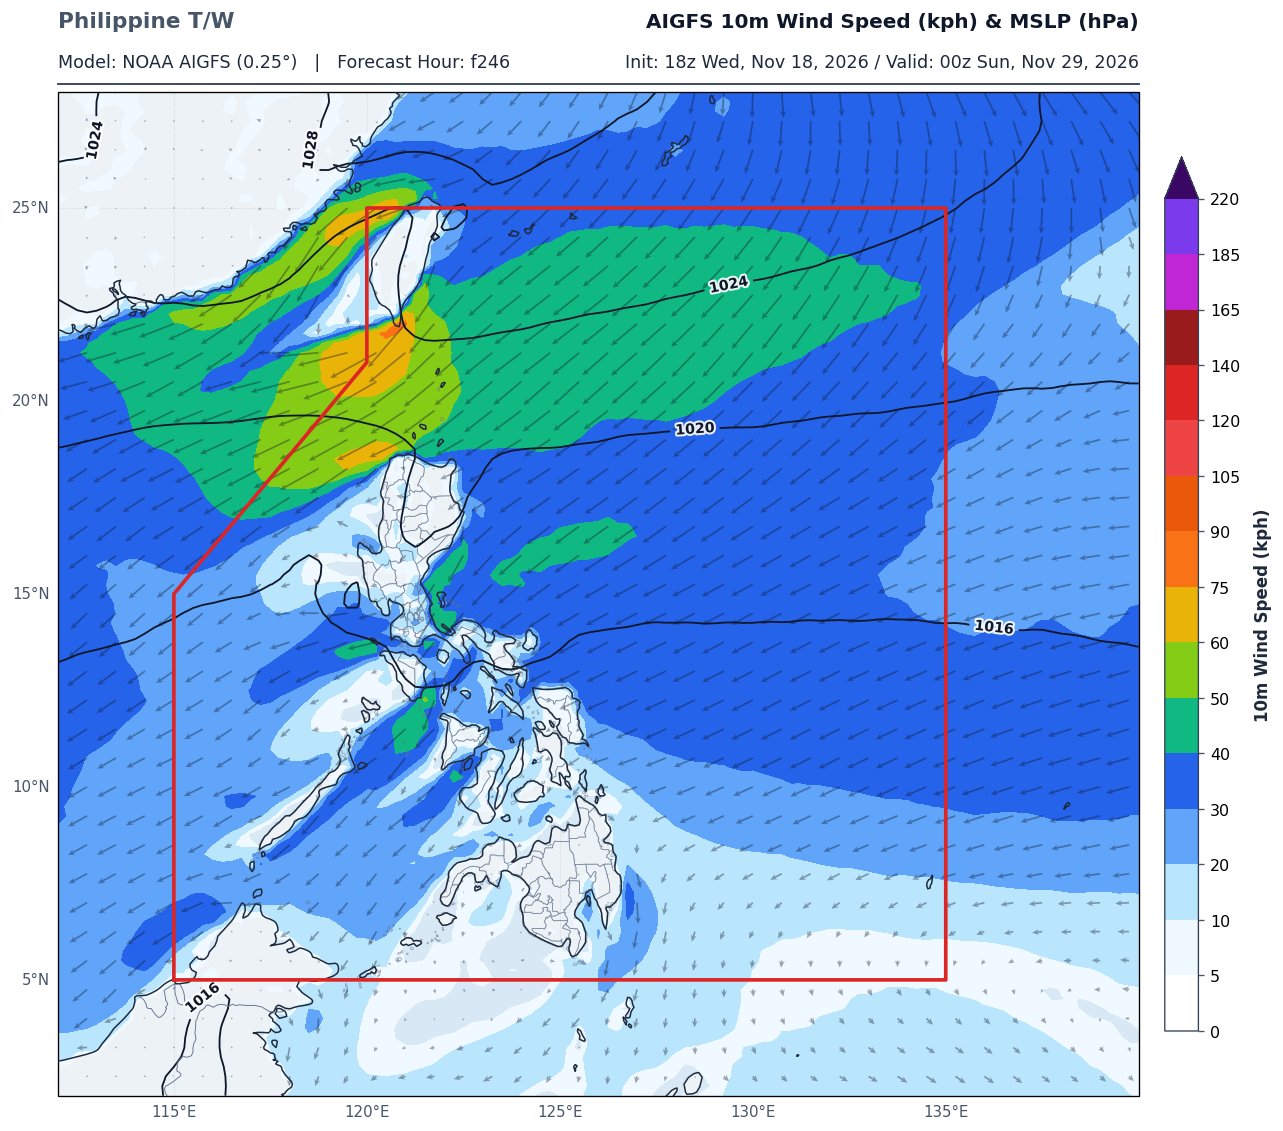 Philippine T/W
AIGFS 10m Wind Speed (kph) & MSLP (hPa)
Model: NOAA AIGFS (0.25°) | Forecast Hour: f246
Init: 18z Wed, Nov 18, 2026 / Valid: 00z Sun, Nov 29, 2026
1024
1028
1024
1020
1016
1016
25°N
20°N
15°N
10°N
5°N
115°E
120°E
125°E
130°E
135°E
220
185
165
140
120
105
90
75
60
50
40
30
20
10
5
0
10m Wind Speed (kph)